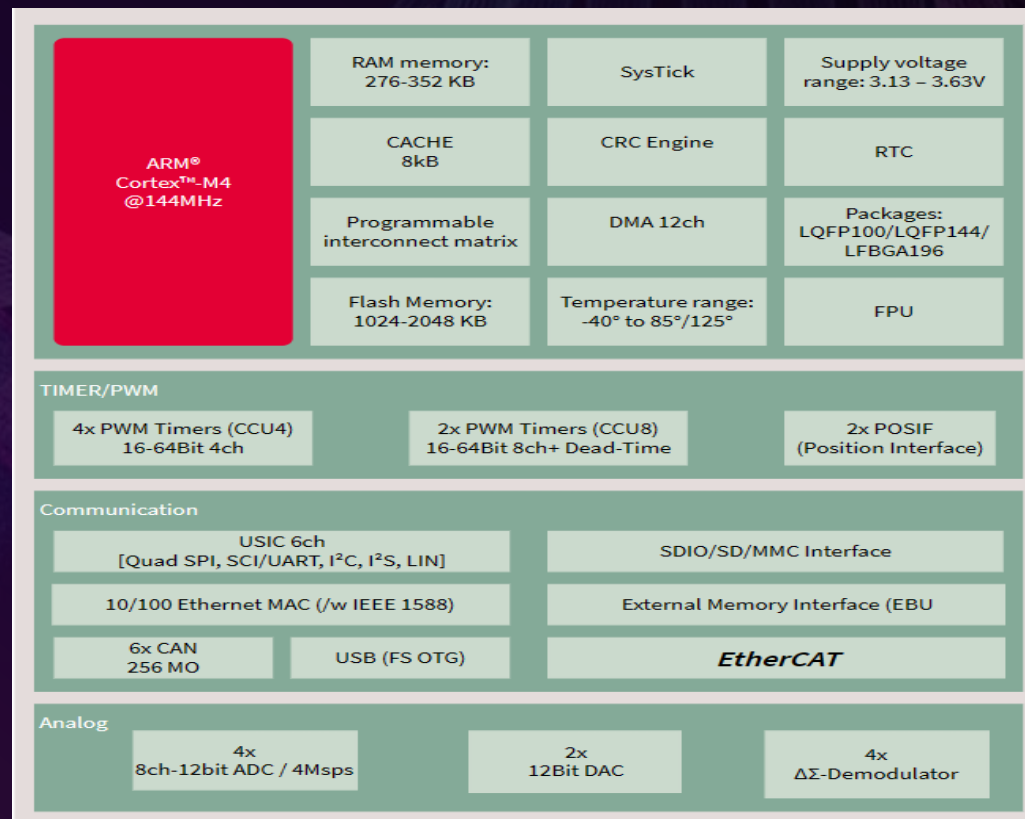 ARM®
Cortex™-M4
@144MHz
RAM memory:
276-352 KB
SysTick
Supply voltage
range: 3.13 – 3.63V
CACHE
8kB
CRC Engine
RTC
Programmable
interconnect matrix
DMA 12ch
Packages:
LQFP100/LQFP144/
LFBGA196
Flash Memory:
1024-2048 KB
Temperature range:
-40° to 85°/125°
FPU
TIMER/PWM
4x PWM Timers (CCU4)
16-64Bit 4ch
2x PWM Timers (CCU8)
16-64Bit 8ch+ Dead-Time
2x POSIF
(Position Interface)
Communication
USIC 6ch
[Quad SPI, SCI/UART, I²C, I²S, LIN]
SDIO/SD/MMC Interface
10/100 Ethernet MAC (/w IEEE 1588)
External Memory Interface (EBU
6x CAN
256 MO
USB (FS OTG)
EtherCAT
Analog
4x
8ch-12bit ADC / 4Msps
2x
12Bit DAC
4x
ΔΣ-Demodulator